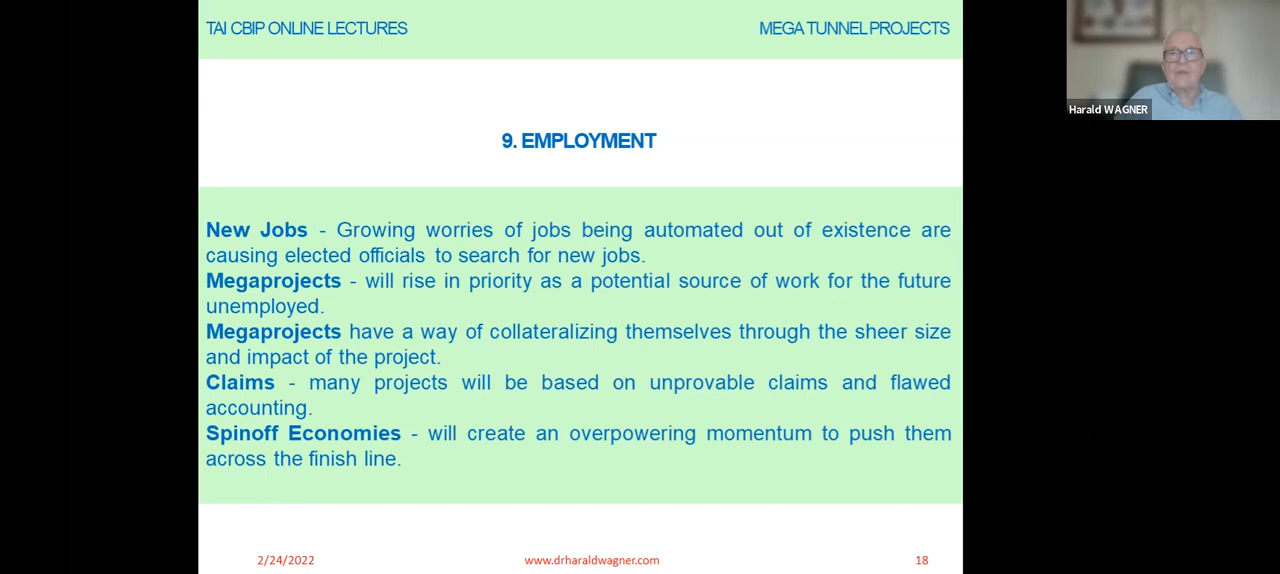 TAI CBIP ONLINE LECTURES
MEGA TUNNEL PROJECTS
Harald WAGNER
9. EMPLOYMENT
New Jobs - Growing worries of jobs being automated out of existence are
causing elected officials to search for new jobs.
Megaprojects - will rise in priority as a potential source of work for the future
unemployed.
Megaprojects have a way of collateralizing themselves through the sheer size
and impact of the project.
Claims - many projects will be based on unprovable claims and flawed
accounting.
Spinoff Economies - will create an overpowering momentum to push them
across the finish line.
2/24/2022
www.drharaldwagner.com
18